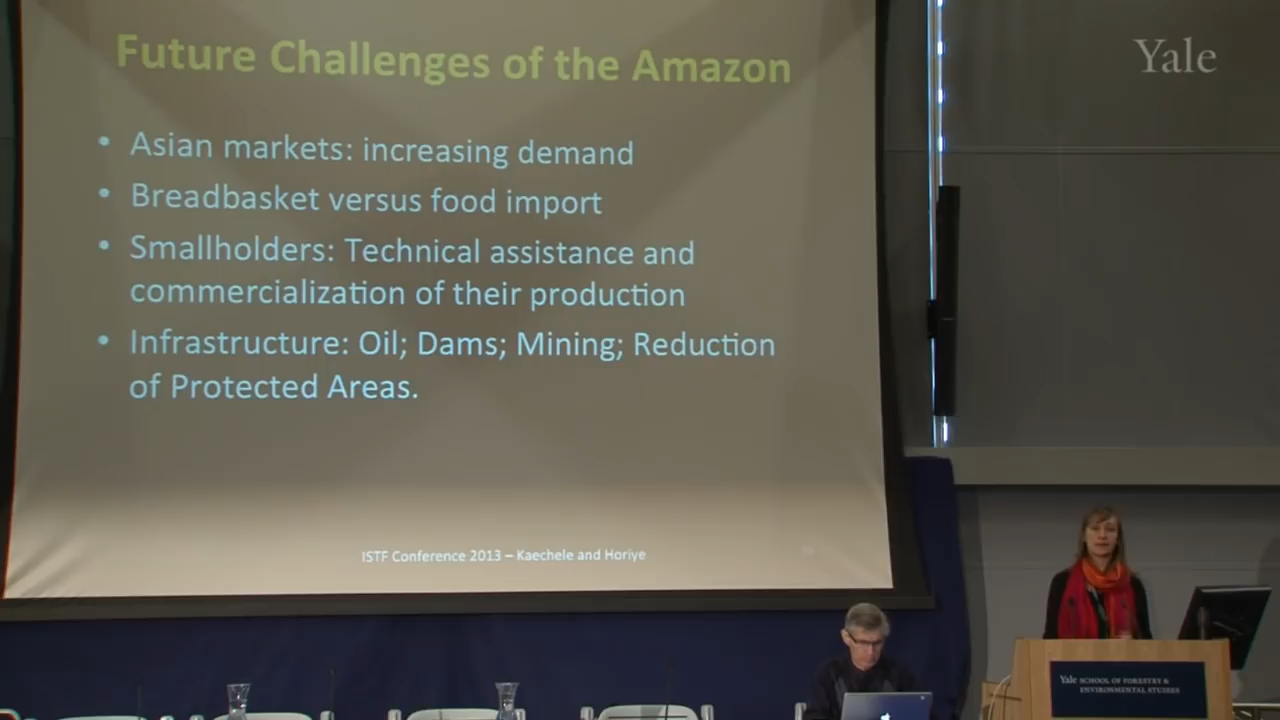 Future Challenges of the Amazon
Yale
• Asian markets: increasing demand
• Breadbasket versus food import
• Smallholders: Technical assistance and
commercialization of their production
• Infrastructure: Oil; Dams; Mining; Reduction
of Protected Areas.
ISTF Conference 2013 – Kaechele and Horiye
Yale SCHOOL OF FORESTRY &
ENVIRONMENTAL STUDIES